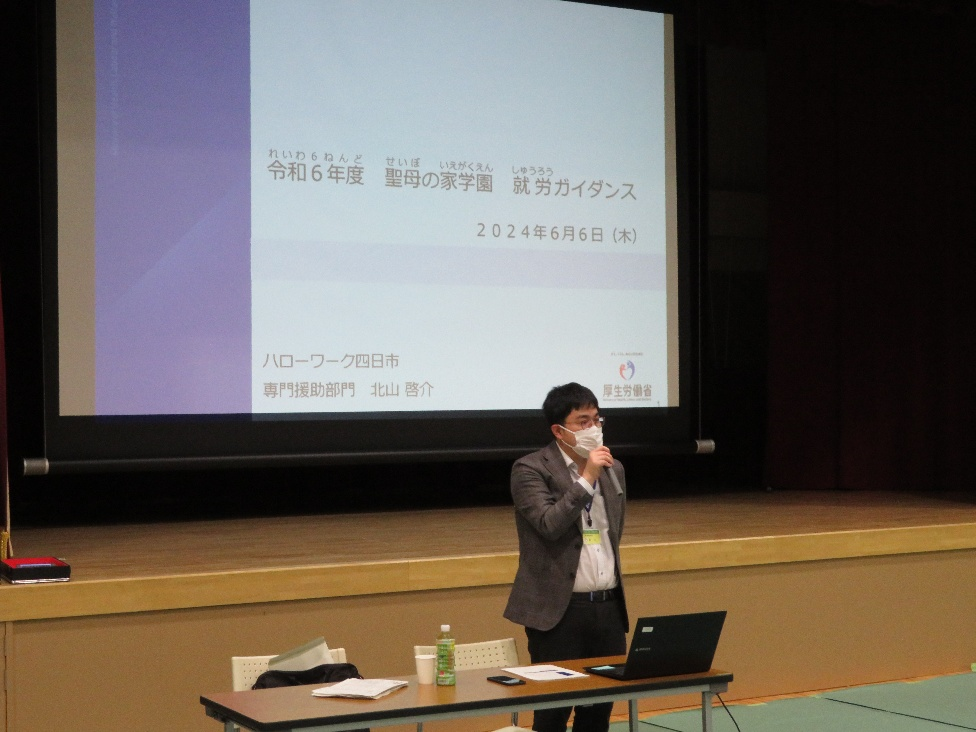 れいわ6ねんど せいぼ いえがくえん しゅうろう
令和6年度 聖母の家学園 就労ガイダンス
2024年6月6日（木）
ハローワーク四日市
専門援助部門 北山 啓介
厚生労働省
1